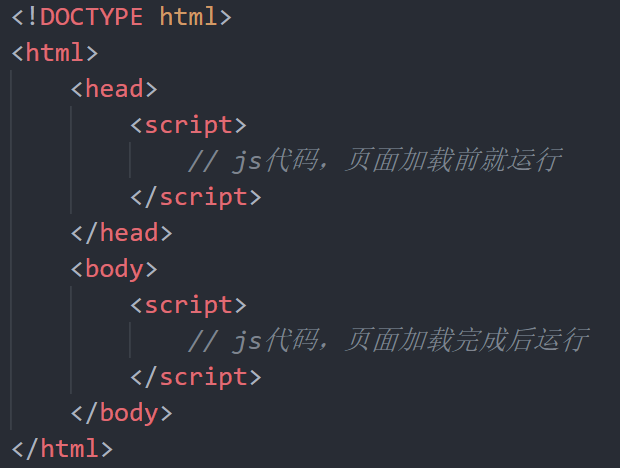 <!DOCTYPE html>
<html>
<head>
<script>
// js代码，页面加载前就运行
</script>
</head>
<body>
<script>
// js代码，页面加载完成后运行
</script>
</body>
</html>